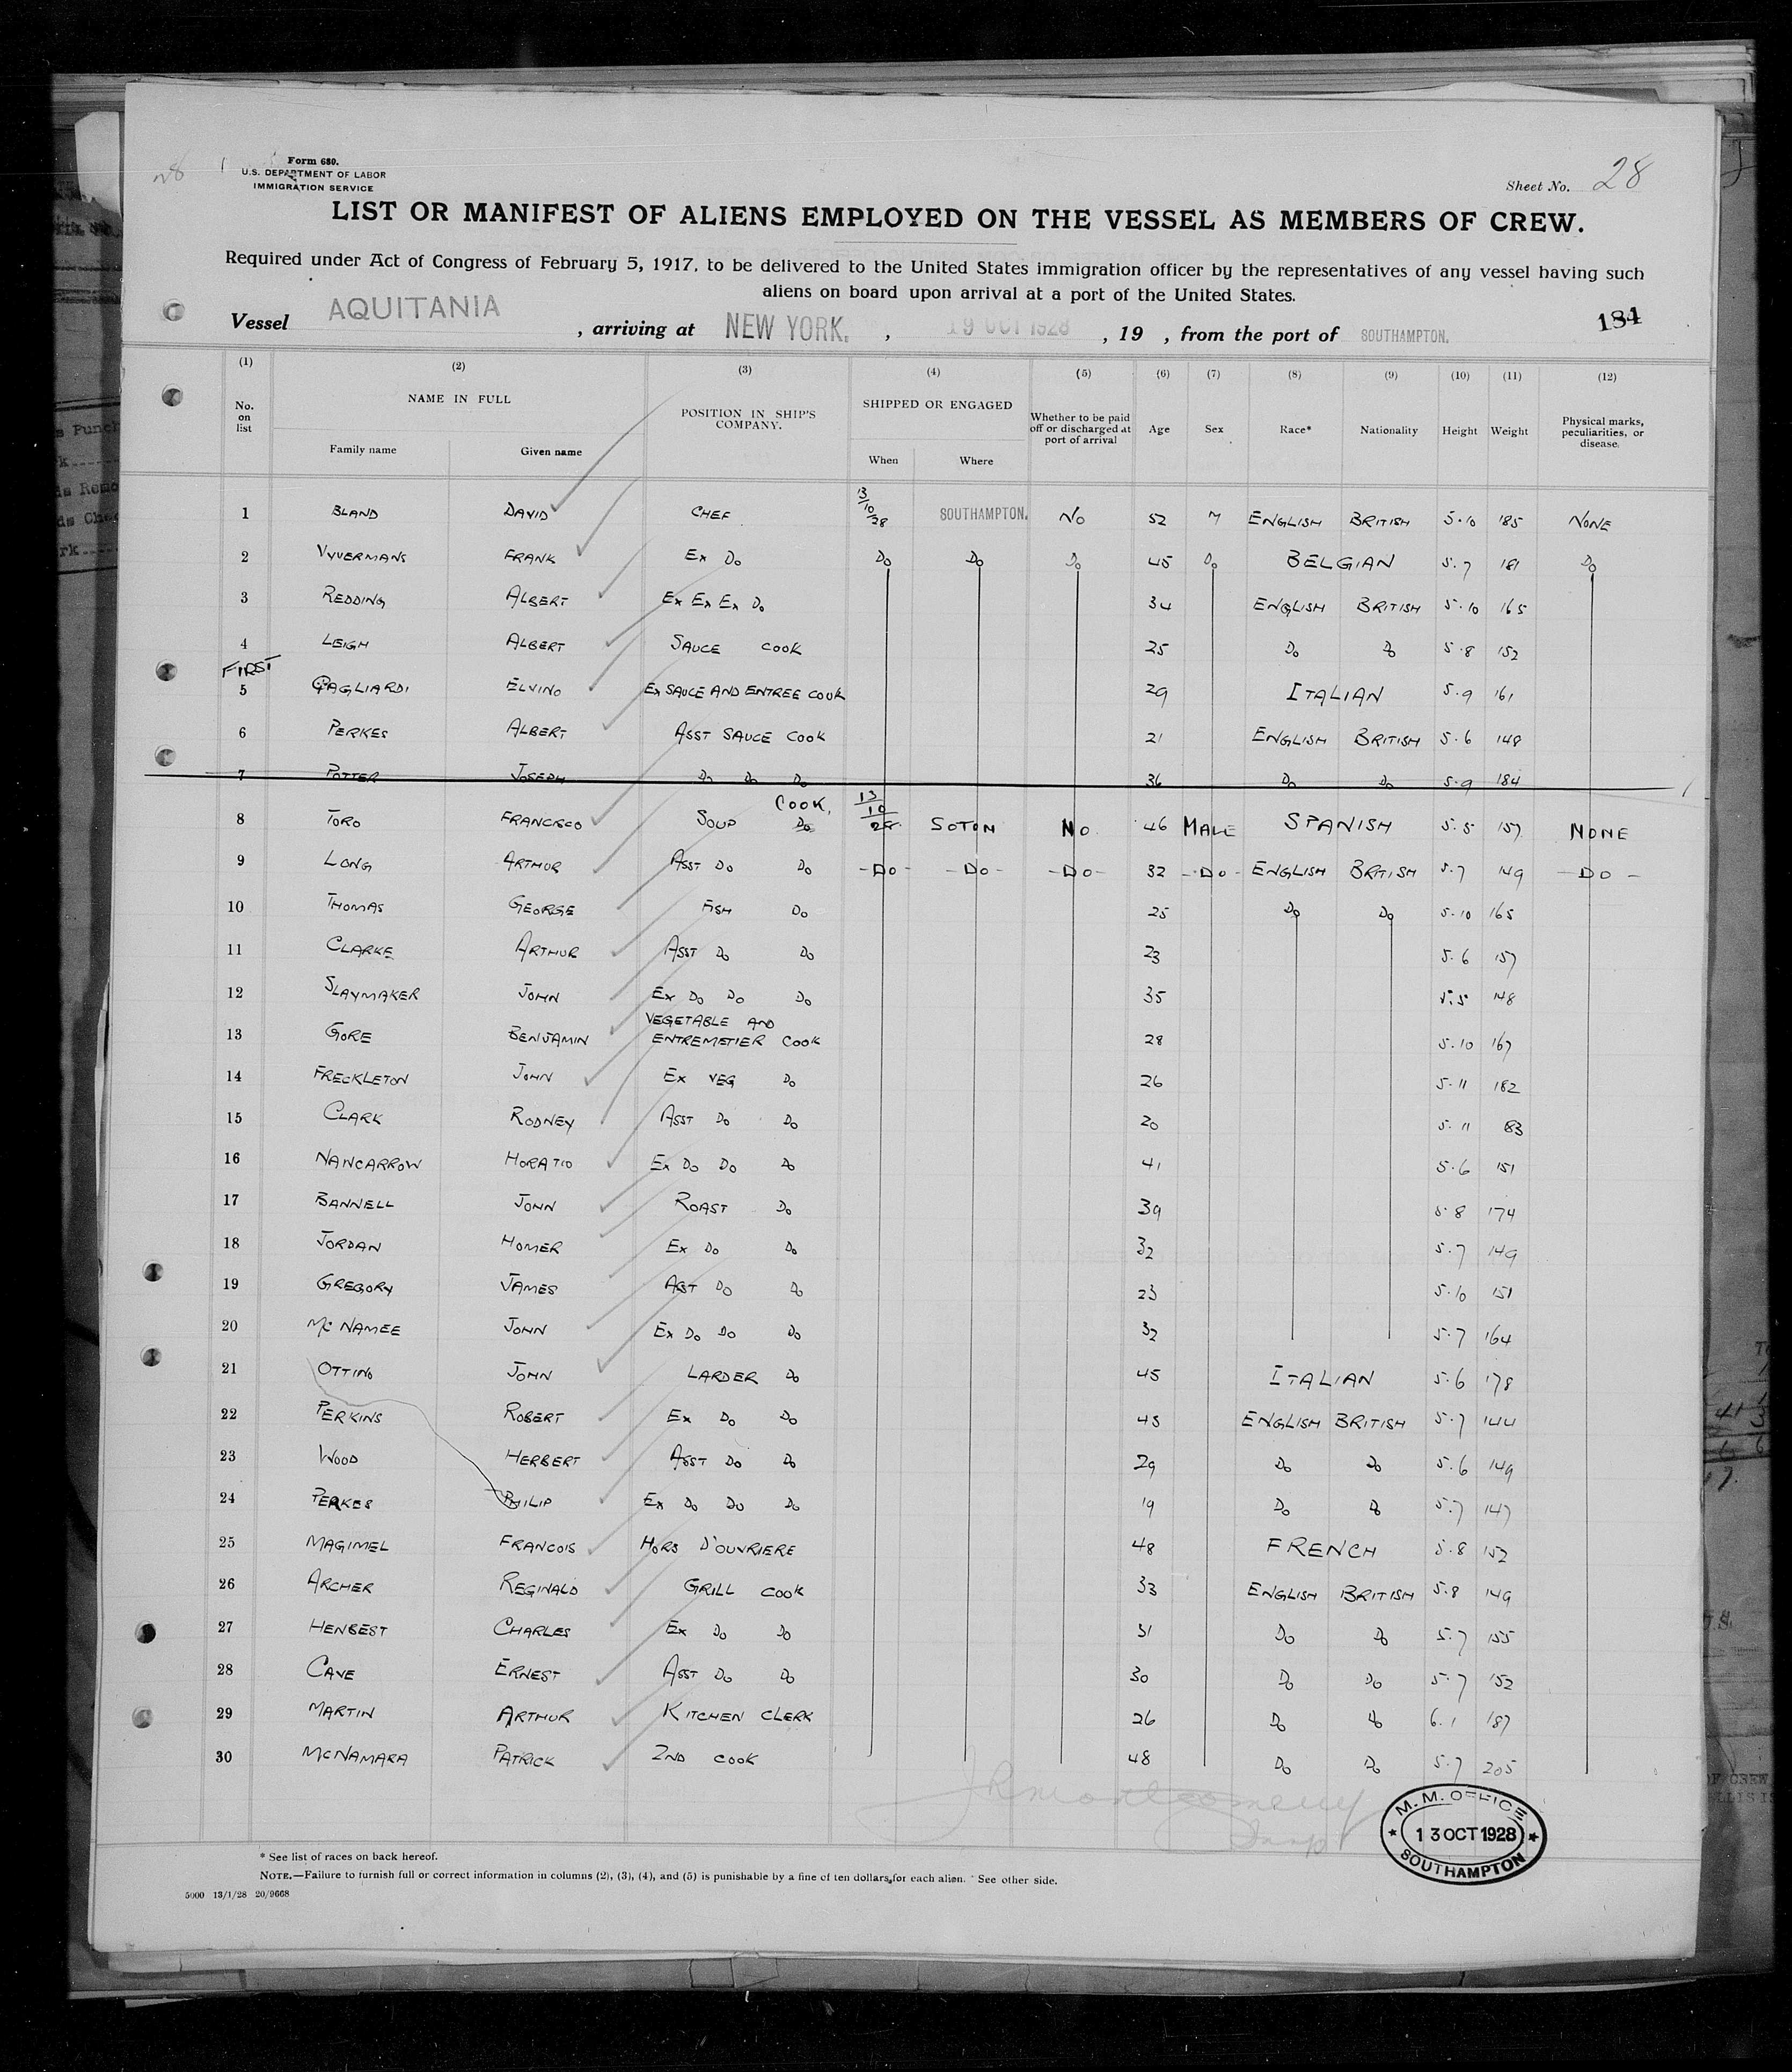 Form 680.
U. S. DEPARTMENT OF LABOR
IMMIGRATION SERVICE
Sheet No. 28
LIST OR MANIFEST OF ALIENS EMPLOYED ON THE VESSEL AS MEMBERS OF CREW.
Required under Act of Congress of February 5, 1917, to be delivered to the United States immigration officer by the representatives of any vessel having such
aliens on board upon arrival at a port of the United States.
184
Vessel AQUITANIA , arriving at NEW YORK. , 19 OCT 1928 , 19 , from the port of SOUTHAMPTON.
(1) (2) (3) (4) (5) (6) (7) (8) (9) (10) (11) (12)
No. on list NAME IN FULL Family name Given name POSITION IN SHIP'S COMPANY. SHIPPED OR ENGAGED When Where Whether to be paid off or discharged at port of arrival Age Sex Race* Nationality Height Weight Physical marks, peculiarities, or disease.
1 BLAND DAVID CHEF 13/10/28 SOUTHAMPTON. NO 52 M ENGLISH BRITISH 5.10 185 NONE
2 VYVERMANS FRANK EX DO DO DO DO 45 DO BELGIAN 5.7 181 DO
3 REDDING ALBERT EX EX EX DO 34 ENGLISH BRITISH 5.10 165
4 LEIGH ALBERT SAUCE COOK 25 DO DO 5.8 152
FIRST
5 GAGLIARDI ELVINO EX SAUCE AND ENTREE COOK 29 ITALIAN 5.9 161
6 PERKES ALBERT ASST SAUCE COOK 21 ENGLISH BRITISH 5.6 148
7 POTTER JOSEPH DO DO DO 36 DO DO 5.9 184
8 TORO FRANCISCO SOUP DO COOK, 13/10/28 SOTON NO 46 MALE SPANISH 5.5 157 NONE
9 LONG ARTHUR ASST DO DO -DO- -DO- -DO- 32 -DO- ENGLISH BRITISH 5.7 149 -DO-
10 THOMAS GEORGE FISH DO 25 DO DO 5.10 165
11 CLARKE ARTHUR ASST DO DO 23 5.6 157
12 SLAYMAKER JOHN EX DO DO DO 35 5.5 148
13 GORE BENJAMIN VEGETABLE AND ENTREMETIER COOK 28 5.10 167
14 FRECKLETON JOHN EX VEG DO 26 5.11 182
15 CLARK RODNEY ASST DO DO 20 5.11 83
16 NANCARROW HORATIO EX DO DO DO 41 5.6 151
17 BANNELL JOHN ROAST DO 39 5.8 174
18 JORDAN HOMER EX DO DO 32 5.7 149
19 GREGORY JAMES ASST DO DO 23 5.10 151
20 MC NAMEE JOHN EX DO DO DO 32 5.7 164
21 OTTINO JOHN LARDER DO 45 ITALIAN 5.6 178
22 PERKINS ROBERT EX DO DO 45 ENGLISH BRITISH 5.7 144
23 WOOD HERBERT ASST DO DO 29 DO DO 5.6 149
24 PERKES PHILIP EX DO DO DO 19 DO DO 5.7 147
25 MAGIMEL FRANCOIS HORS D'OUVRIERE 48 FRENCH 5.8 152
26 ARCHER REGINALD GRILL COOK 33 ENGLISH BRITISH 5.8 149
27 HENBEST CHARLES EX DO DO 31 DO DO 5.7 155
28 CAVE ERNEST ASST DO DO 30 DO DO 5.7 152
29 MARTIN ARTHUR KITCHEN CLERK 26 DO DO 6.1 187
30 MCNAMARA PATRICK 2ND COOK 48 DO DO 5.7 205
J R Montgomery
M. M. OFFICE
13 OCT 1928
SOUTHAMPTON
* See list of races on back hereof.
NOTE.—Failure to furnish full or correct information in columns (2), (3), (4), and (5) is punishable by a fine of ten dollars for each alien. See other side.
5000 13/1/28 20/9668